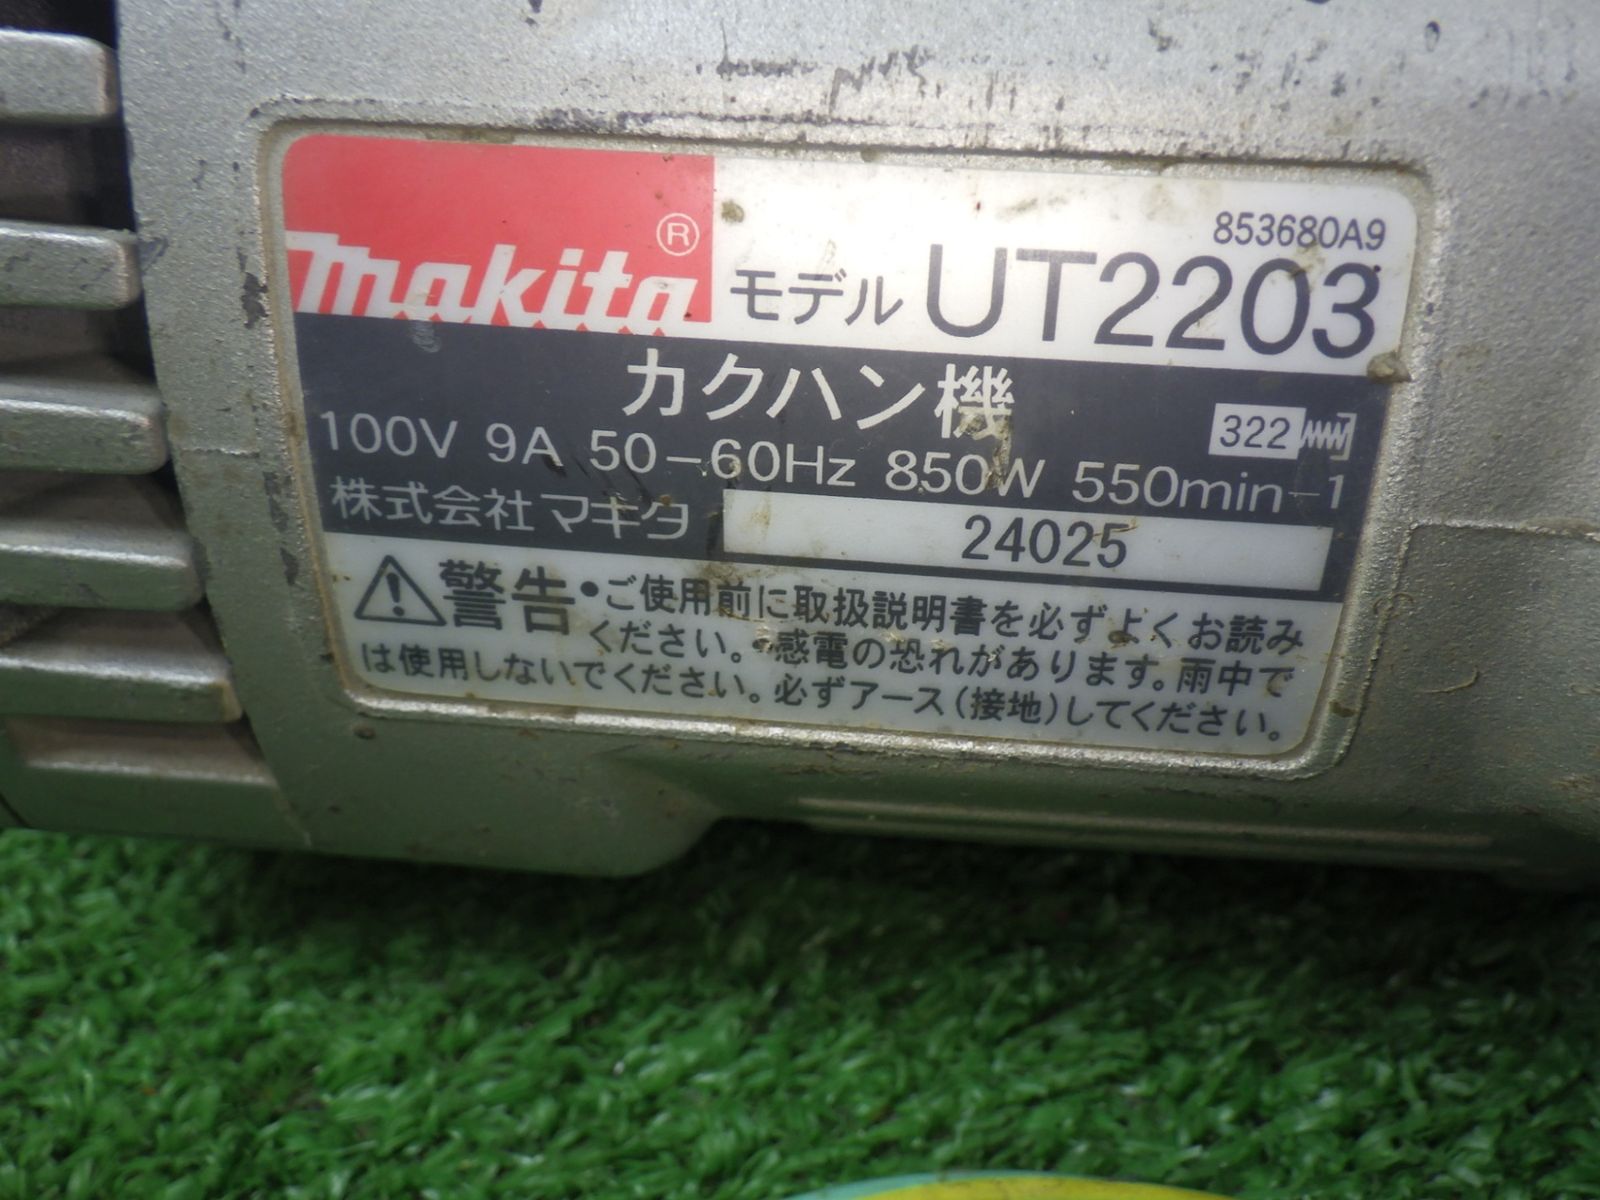 853680A9
makita® モデル UT2203
カクハン機
322
100V 9A 50-60Hz 850W 550min-1
株式会社マキタ 24025
警告 •ご使用前に取扱説明書を必ずよくお読み
ください。•感電の恐れがあります。雨中で
は使用しないでください。必ずアース(接地)してください。